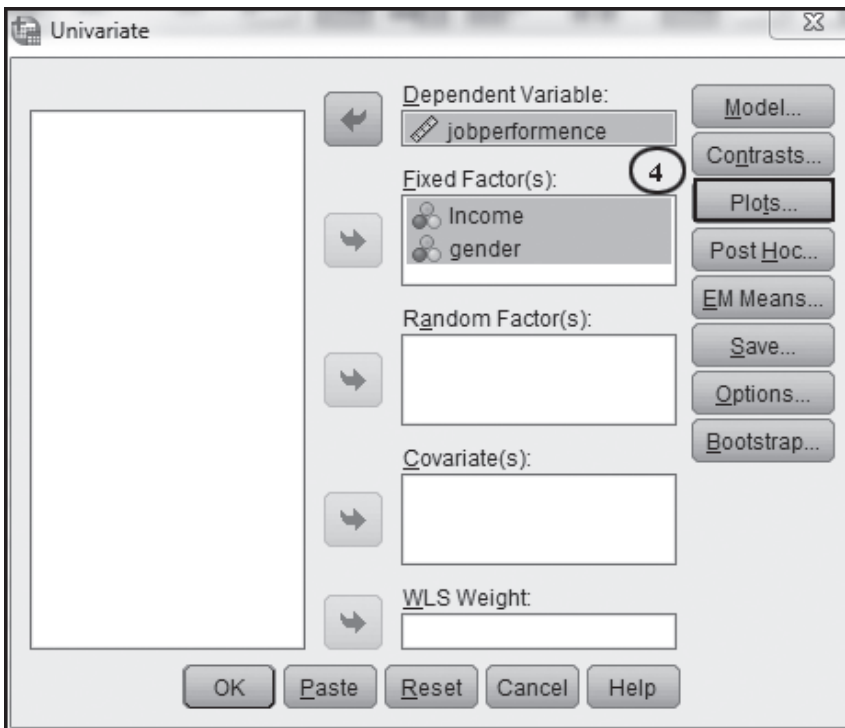 Univariate
Dependent Variable:
jobperformence
Fixed Factor(s):
Income
gender
Random Factor(s):
Covariate(s):
WLS Weight:
4
Model...
Contrasts...
Plots...
Post Hoc...
EM Means...
Save...
Options...
Bootstrap...
OK
Paste
Reset
Cancel
Help